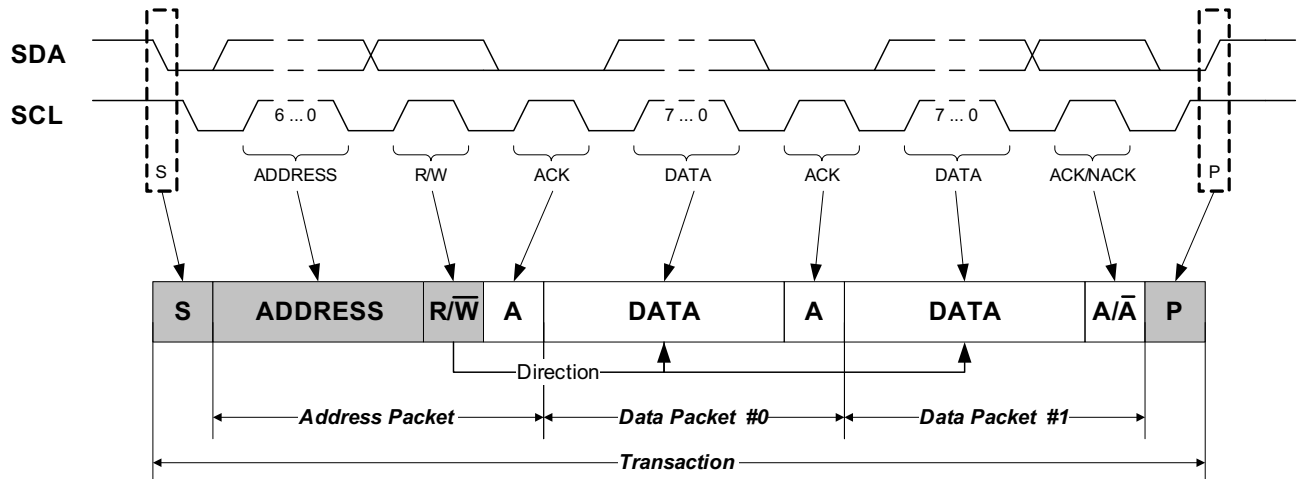 SDA
SCL
6 ... 0 7 ... 0 7 ... 0
S ADDRESS R/W ACK DATA ACK DATA ACK/NACK P
S ADDRESS R/W̅ A DATA A DATA A/A̅ P
Direction
Address Packet Data Packet #0 Data Packet #1
Transaction